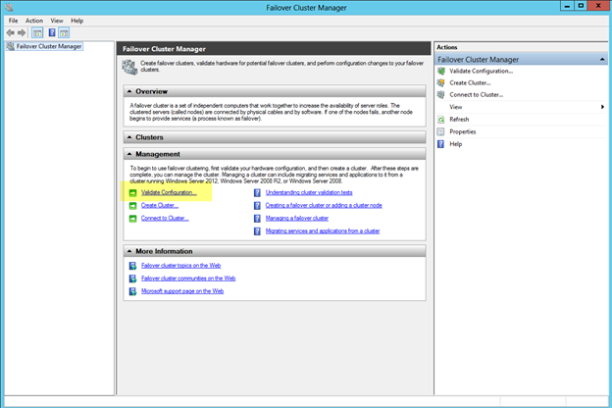 Failover Cluster Manager
File Action View Help
Failover Cluster Manager
Failover Cluster Manager
Create failover clusters, validate hardware for potential failover clusters, and perform configuration changes to your failover
clusters.
Overview
A failover cluster is a set of independent computers that work together to increase the availability of server roles. The
clustered servers (called nodes) are connected by physical cables and by software. If one of the nodes fails, another node
begins to provide services (a process known as failover).
Clusters
Management
To begin to use failover clustering, first validate your hardware configuration, and then create a cluster. After these steps are
complete, you can manage the cluster. Managing a cluster can include migrating services and applications to it from a
cluster running Windows Server 2012, Windows Server 2008 R2, or Windows Server 2008.
Validate Configuration...
Understanding cluster validation tests
Create Cluster...
Creating a failover cluster or adding a cluster node
Connect to Cluster...
Managing a failover cluster
Migrating services and applications from a cluster
More Information
Failover cluster topics on the Web
Failover cluster communities on the Web
Microsoft support page on the Web
Actions
Failover Cluster Manager
Validate Configuration...
Create Cluster...
Connect to Cluster...
View
Refresh
Properties
Help